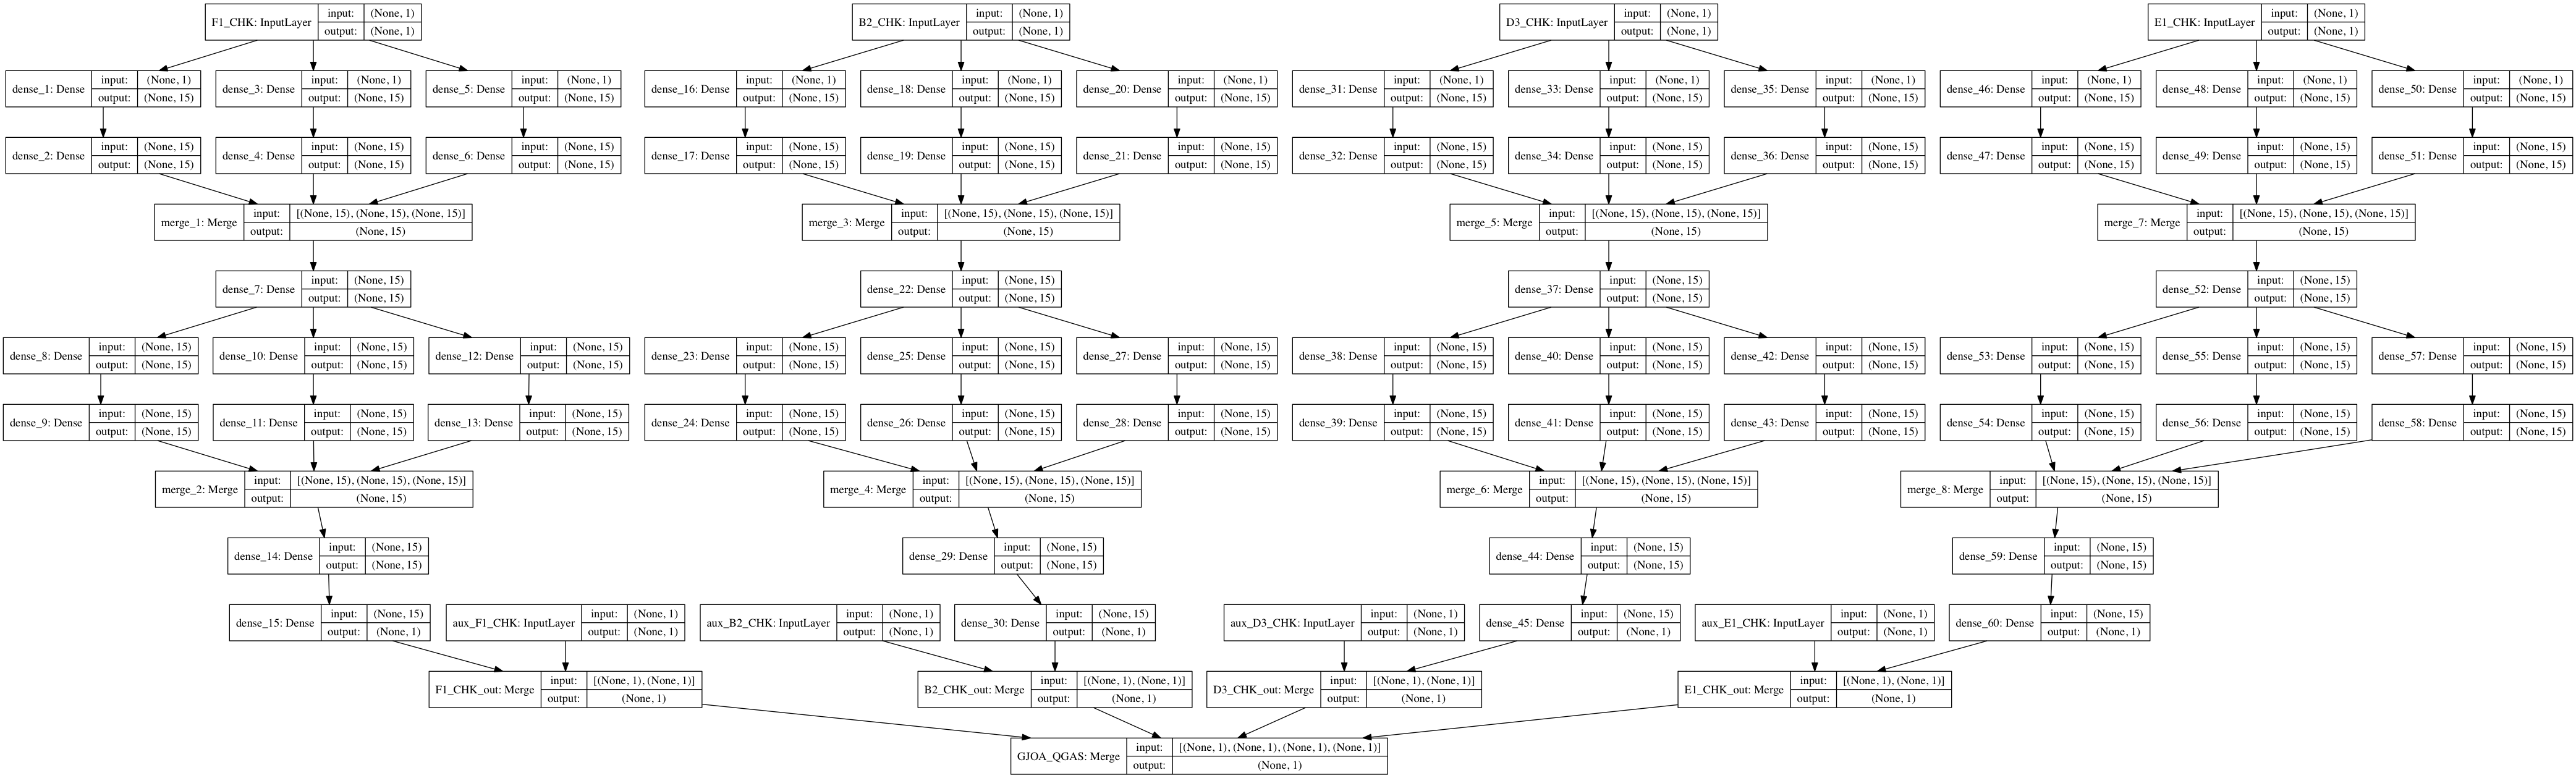 F1_CHK: InputLayer
input: (None, 1)
output: (None, 1)
B2_CHK: InputLayer
input: (None, 1)
output: (None, 1)
D3_CHK: InputLayer
input: (None, 1)
output: (None, 1)
E1_CHK: InputLayer
input: (None, 1)
output: (None, 1)
dense_1: Dense
input: (None, 1)
output: (None, 15)
dense_3: Dense
input: (None, 1)
output: (None, 15)
dense_5: Dense
input: (None, 1)
output: (None, 15)
dense_16: Dense
input: (None, 1)
output: (None, 15)
dense_18: Dense
input: (None, 1)
output: (None, 15)
dense_20: Dense
input: (None, 1)
output: (None, 15)
dense_31: Dense
input: (None, 1)
output: (None, 15)
dense_33: Dense
input: (None, 1)
output: (None, 15)
dense_35: Dense
input: (None, 1)
output: (None, 15)
dense_46: Dense
input: (None, 1)
output: (None, 15)
dense_48: Dense
input: (None, 1)
output: (None, 15)
dense_50: Dense
input: (None, 1)
output: (None, 15)
dense_2: Dense
input: (None, 15)
output: (None, 15)
dense_4: Dense
input: (None, 15)
output: (None, 15)
dense_6: Dense
input: (None, 15)
output: (None, 15)
dense_17: Dense
input: (None, 15)
output: (None, 15)
dense_19: Dense
input: (None, 15)
output: (None, 15)
dense_21: Dense
input: (None, 15)
output: (None, 15)
dense_32: Dense
input: (None, 15)
output: (None, 15)
dense_34: Dense
input: (None, 15)
output: (None, 15)
dense_36: Dense
input: (None, 15)
output: (None, 15)
dense_47: Dense
input: (None, 15)
output: (None, 15)
dense_49: Dense
input: (None, 15)
output: (None, 15)
dense_51: Dense
input: (None, 15)
output: (None, 15)
merge_1: Merge
input: [(None, 15), (None, 15), (None, 15)]
output: (None, 15)
merge_3: Merge
input: [(None, 15), (None, 15), (None, 15)]
output: (None, 15)
merge_5: Merge
input: [(None, 15), (None, 15), (None, 15)]
output: (None, 15)
merge_7: Merge
input: [(None, 15), (None, 15), (None, 15)]
output: (None, 15)
dense_7: Dense
input: (None, 15)
output: (None, 15)
dense_22: Dense
input: (None, 15)
output: (None, 15)
dense_37: Dense
input: (None, 15)
output: (None, 15)
dense_52: Dense
input: (None, 15)
output: (None, 15)
dense_8: Dense
input: (None, 15)
output: (None, 15)
dense_10: Dense
input: (None, 15)
output: (None, 15)
dense_12: Dense
input: (None, 15)
output: (None, 15)
dense_23: Dense
input: (None, 15)
output: (None, 15)
dense_25: Dense
input: (None, 15)
output: (None, 15)
dense_27: Dense
input: (None, 15)
output: (None, 15)
dense_38: Dense
input: (None, 15)
output: (None, 15)
dense_40: Dense
input: (None, 15)
output: (None, 15)
dense_42: Dense
input: (None, 15)
output: (None, 15)
dense_53: Dense
input: (None, 15)
output: (None, 15)
dense_55: Dense
input: (None, 15)
output: (None, 15)
dense_57: Dense
input: (None, 15)
output: (None, 15)
dense_9: Dense
input: (None, 15)
output: (None, 15)
dense_11: Dense
input: (None, 15)
output: (None, 15)
dense_13: Dense
input: (None, 15)
output: (None, 15)
dense_24: Dense
input: (None, 15)
output: (None, 15)
dense_26: Dense
input: (None, 15)
output: (None, 15)
dense_28: Dense
input: (None, 15)
output: (None, 15)
dense_39: Dense
input: (None, 15)
output: (None, 15)
dense_41: Dense
input: (None, 15)
output: (None, 15)
dense_43: Dense
input: (None, 15)
output: (None, 15)
dense_54: Dense
input: (None, 15)
output: (None, 15)
dense_56: Dense
input: (None, 15)
output: (None, 15)
dense_58: Dense
input: (None, 15)
output: (None, 15)
merge_2: Merge
input: [(None, 15), (None, 15), (None, 15)]
output: (None, 15)
merge_4: Merge
input: [(None, 15), (None, 15), (None, 15)]
output: (None, 15)
merge_6: Merge
input: [(None, 15), (None, 15), (None, 15)]
output: (None, 15)
merge_8: Merge
input: [(None, 15), (None, 15), (None, 15)]
output: (None, 15)
dense_14: Dense
input: (None, 15)
output: (None, 15)
dense_29: Dense
input: (None, 15)
output: (None, 15)
dense_44: Dense
input: (None, 15)
output: (None, 15)
dense_59: Dense
input: (None, 15)
output: (None, 15)
dense_15: Dense
input: (None, 15)
output: (None, 1)
aux_F1_CHK: InputLayer
input: (None, 1)
output: (None, 1)
aux_B2_CHK: InputLayer
input: (None, 1)
output: (None, 1)
dense_30: Dense
input: (None, 15)
output: (None, 1)
aux_D3_CHK: InputLayer
input: (None, 1)
output: (None, 1)
dense_45: Dense
input: (None, 15)
output: (None, 1)
aux_E1_CHK: InputLayer
input: (None, 1)
output: (None, 1)
dense_60: Dense
input: (None, 15)
output: (None, 1)
F1_CHK_out: Merge
input: [(None, 1), (None, 1)]
output: (None, 1)
B2_CHK_out: Merge
input: [(None, 1), (None, 1)]
output: (None, 1)
D3_CHK_out: Merge
input: [(None, 1), (None, 1)]
output: (None, 1)
E1_CHK_out: Merge
input: [(None, 1), (None, 1)]
output: (None, 1)
GJOA_QGAS: Merge
input: [(None, 1), (None, 1), (None, 1), (None, 1)]
output: (None, 1)